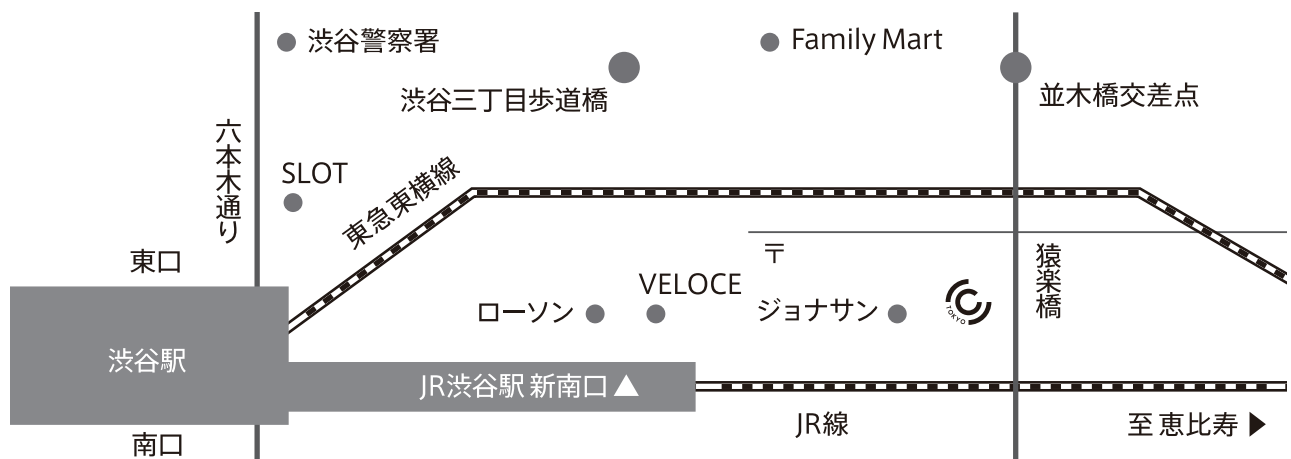 渋谷警察署
Family Mart
渋谷三丁目歩道橋
並木橋交差点
六本木通り
SLOT
東急東横線
東口
〒
猿楽橋
VELOCE
ローソン
ジョナサン
TOKYO
渋谷駅
JR渋谷駅 新南口 ▲
JR線
至 恵比寿 ▶
南口